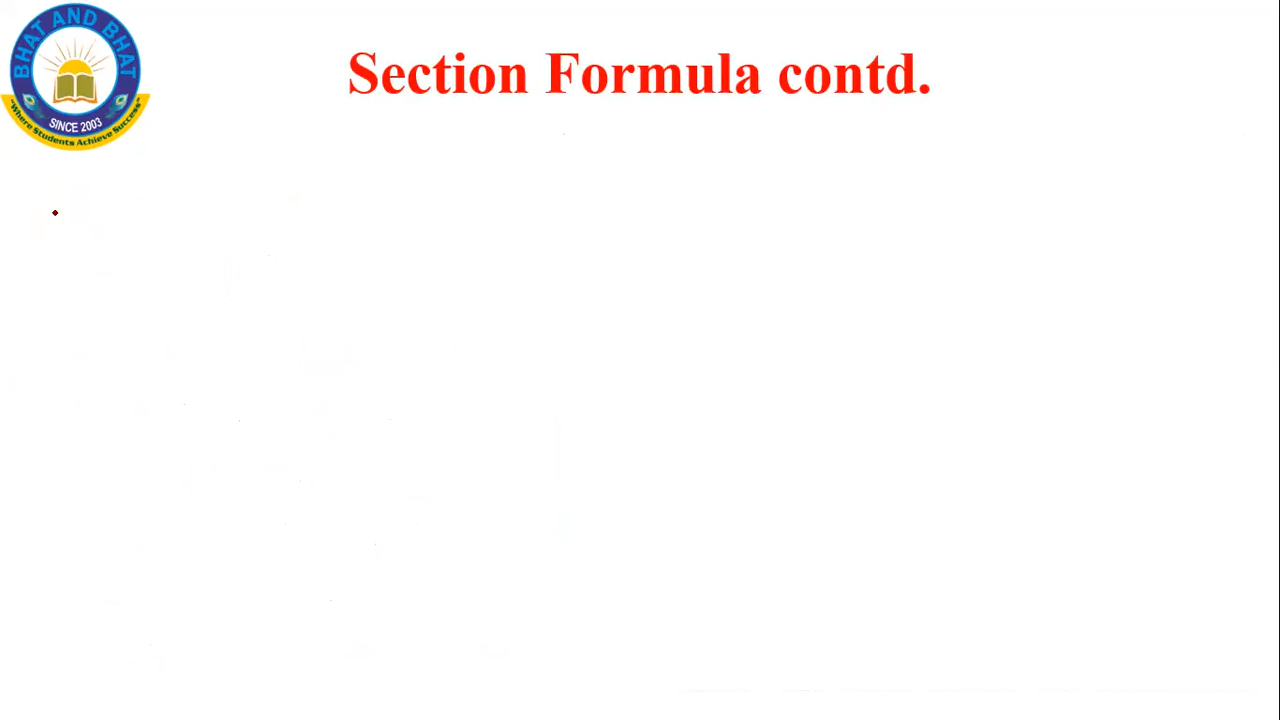 BHAT AND BHAT
Section Formula contd.
SINCE 2003
"Where Students Achieve Success"